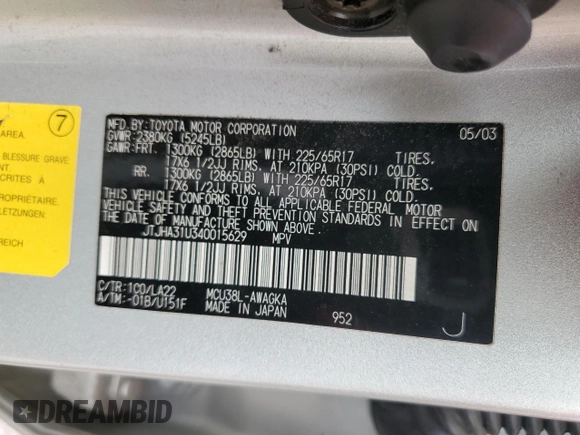 7
AREA
BLESSURE GRAVE
CRITES À
PROPRIETAIRE.
LETZUNGEN.
REICH
MFD.BY:TOYOTA MOTOR CORPORATION 05/03
GVWR:2380KG (5245LB)
GAWR:FRT. 1300KG (2865LB) WITH 225/65R17 TIRES.
17X6 1/2JJ RIMS, AT 210KPA (30PSI) COLD.
RR. 1300KG (2865LB) WITH 225/65R17 TIRES.
17X6 1/2JJ RIMS, AT 210KPA (30PSI) COLD.
THIS VEHICLE CONFORMS TO ALL APPLICABLE FEDERAL MOTOR
VEHICLE SAFETY AND THEFT PREVENTION STANDARDS IN EFFECT ON
THE DATE OF MANUFACTURE SHOWN ABOVE.
JTJHA31U340015629 MPV
C/TR:1C0/LA22 MCU38L-AWAGKA
A/TM:-01B/U151F MADE IN JAPAN 952 J
DREAMBID